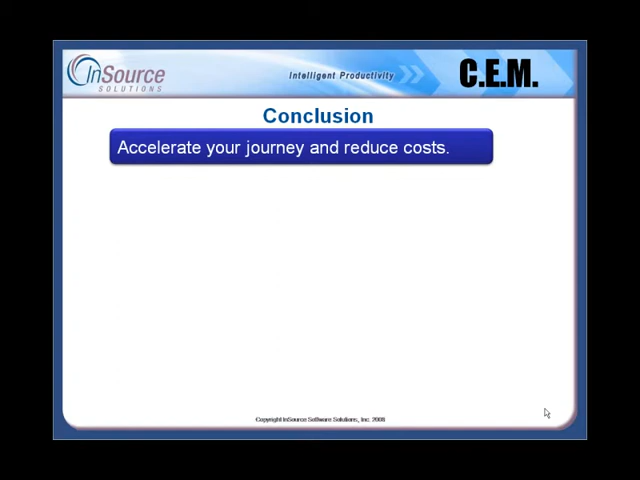 InSource
SOLUTIONS
Intelligent Productivity
C.E.M.
Conclusion
Accelerate your journey and reduce costs.
Copyright InSource Software Solutions, Inc. 2008